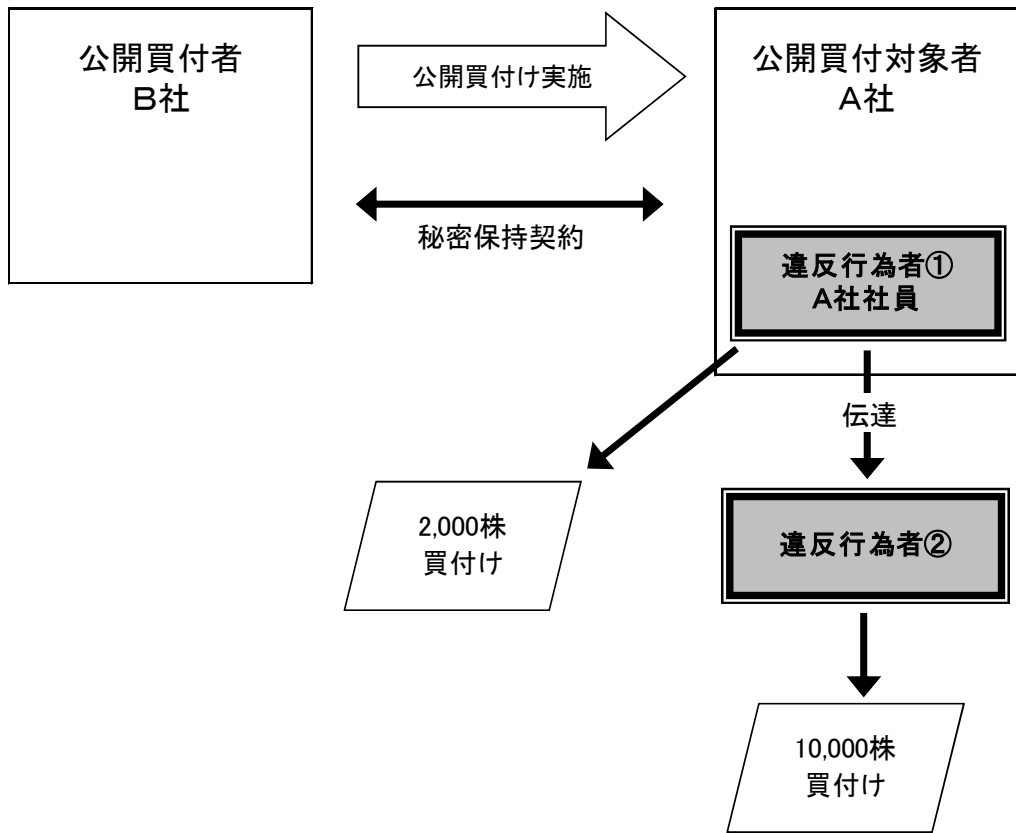 公開買付者
B社
公開買付け実施
公開買付対象者
A社
秘密保持契約
違反行為者①
A社社員
伝達
2,000株
買付け
違反行為者②
10,000株
買付け